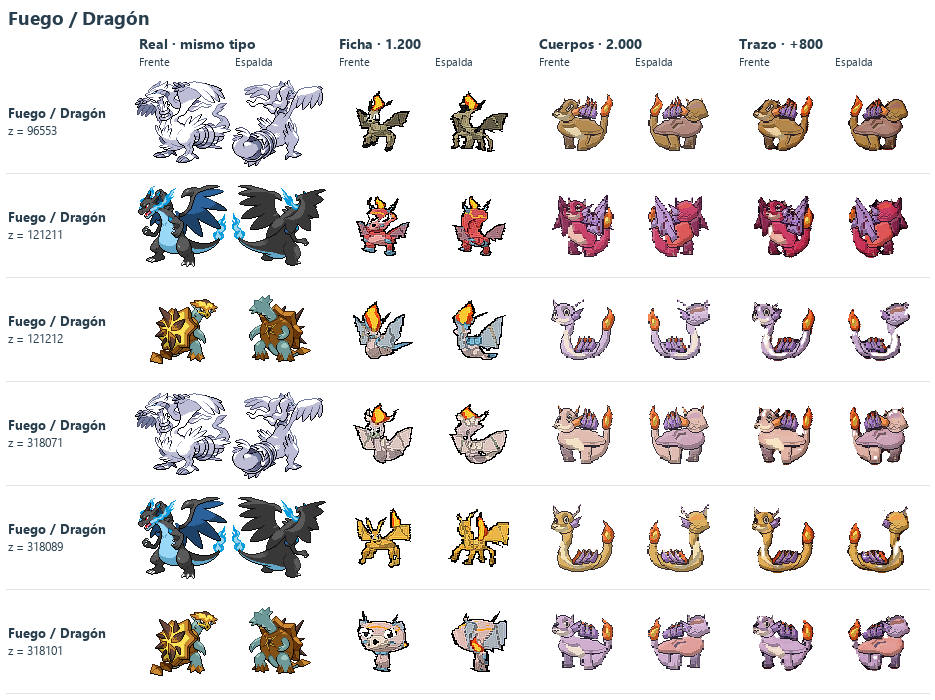 Fuego / Dragón
Real · mismo tipo Ficha · 1.200 Cuerpos · 2.000 Trazo · +800
Frente Espalda Frente Espalda Frente Espalda Frente Espalda
Fuego / Dragón
z = 96553
Fuego / Dragón
z = 121211
Fuego / Dragón
z = 121212
Fuego / Dragón
z = 318071
Fuego / Dragón
z = 318089
Fuego / Dragón
z = 318101